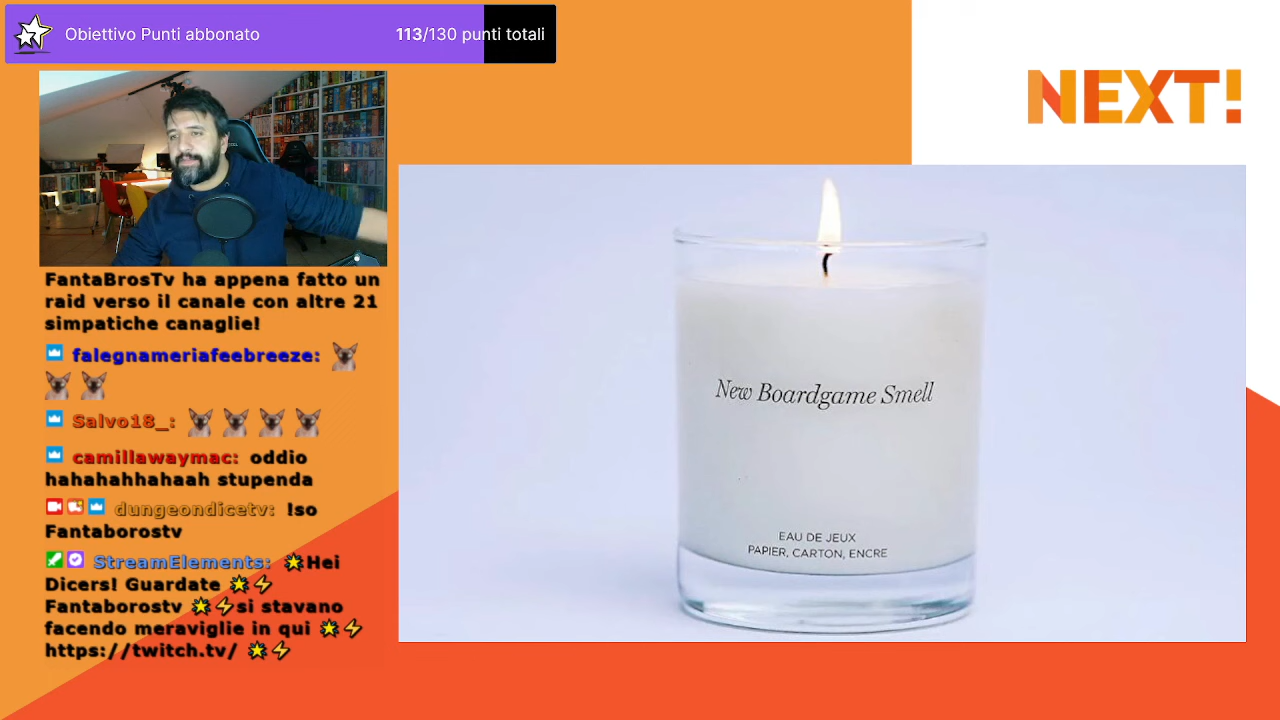 Obiettivo Punti abbonato
113/130 punti totali
NEXT!
FantaBrosTv ha appena fatto un
raid verso il canale con altre 21
simpatiche canaglie!
falegnameriafeebreeze:
Salvo18_:
camillawaymac: oddio
hahahahhahaah stupenda
dungeondicetv: !so
Fantaborostv
StreamElements: Hei
Dicers! Guardate
Fantaborostv si stavano
facendo meraviglie in qui
https://twitch.tv/
New Boardgame Smell
EAU DE JEUX
PAPIER, CARTON, ENCRE